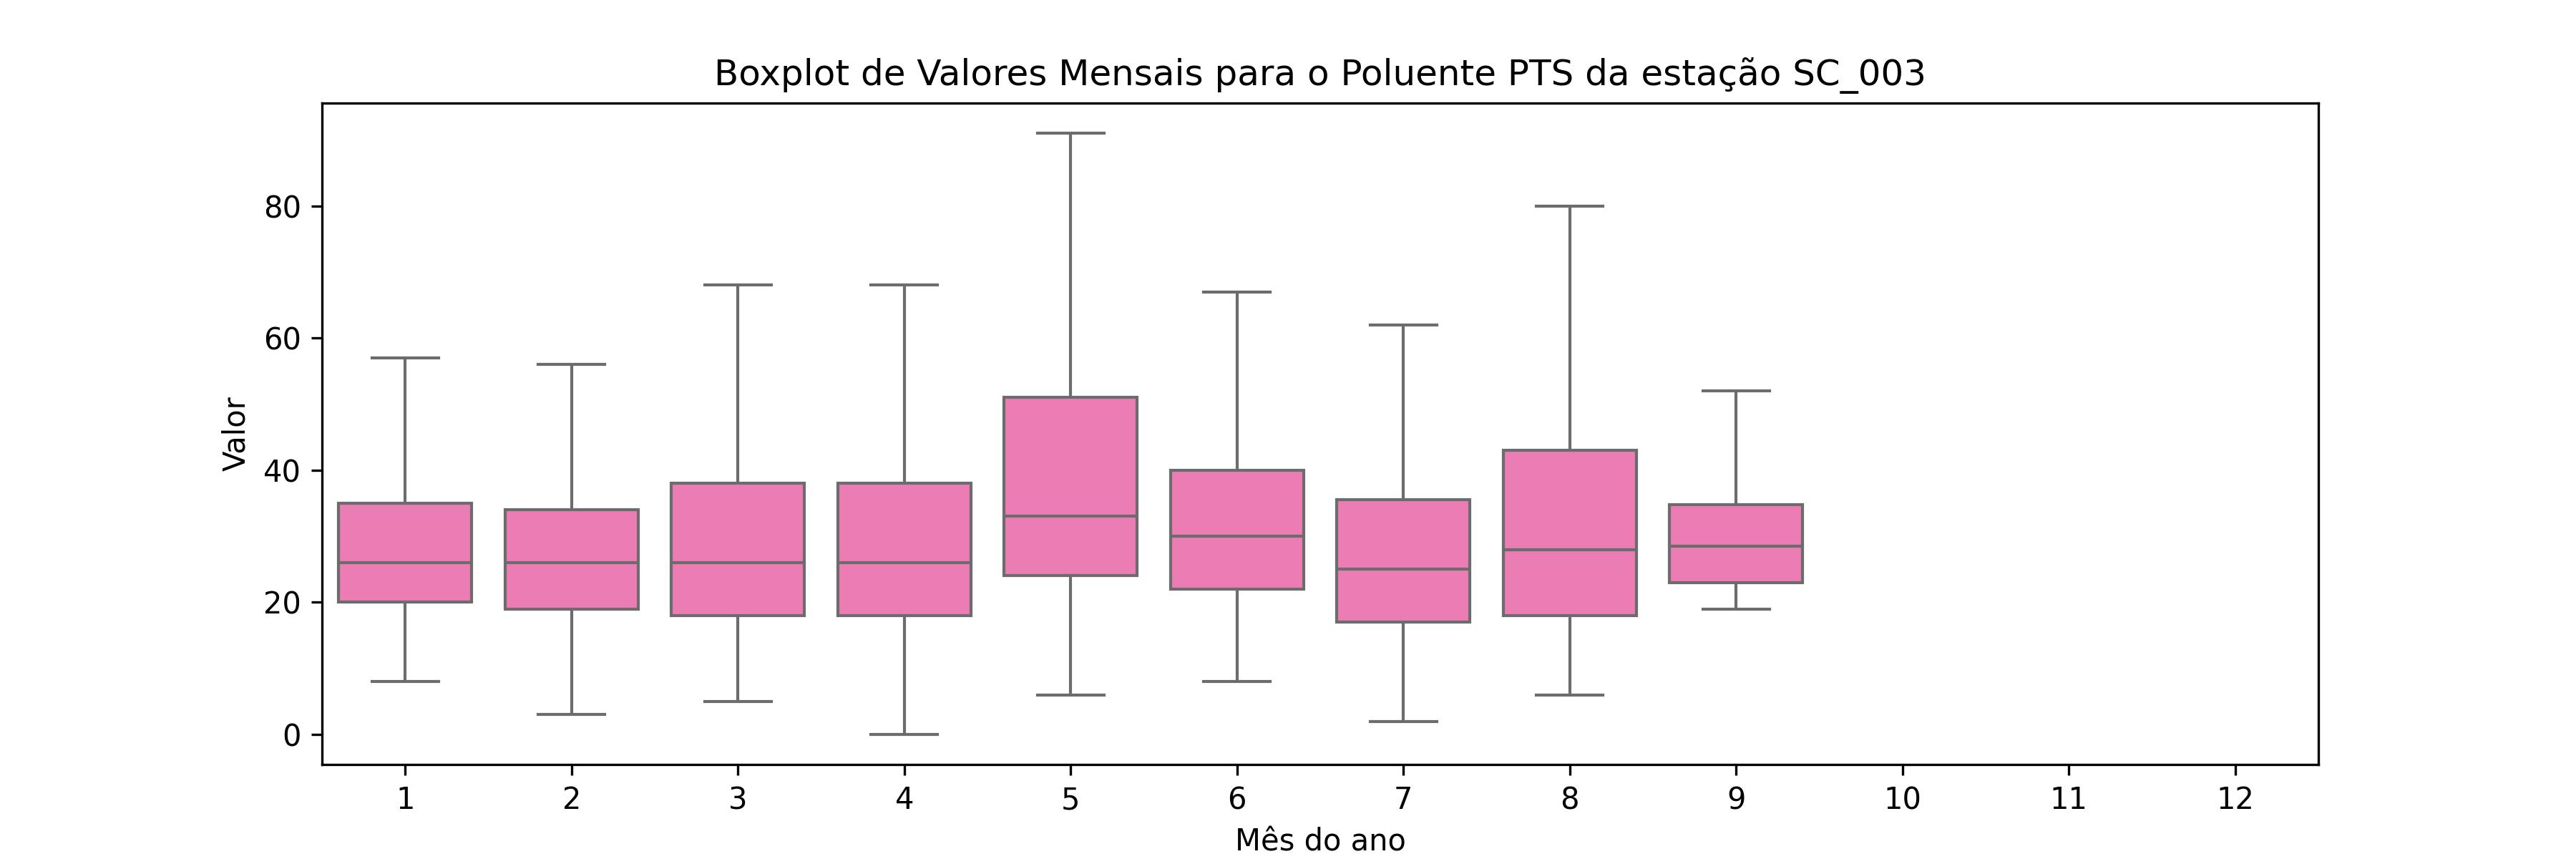 Boxplot de Valores Mensais para o Poluente PTS da estação SC_003
Valor
80
60
40
20
0
1 2 3 4 5 6 7 8 9 10 11 12
Mês do ano